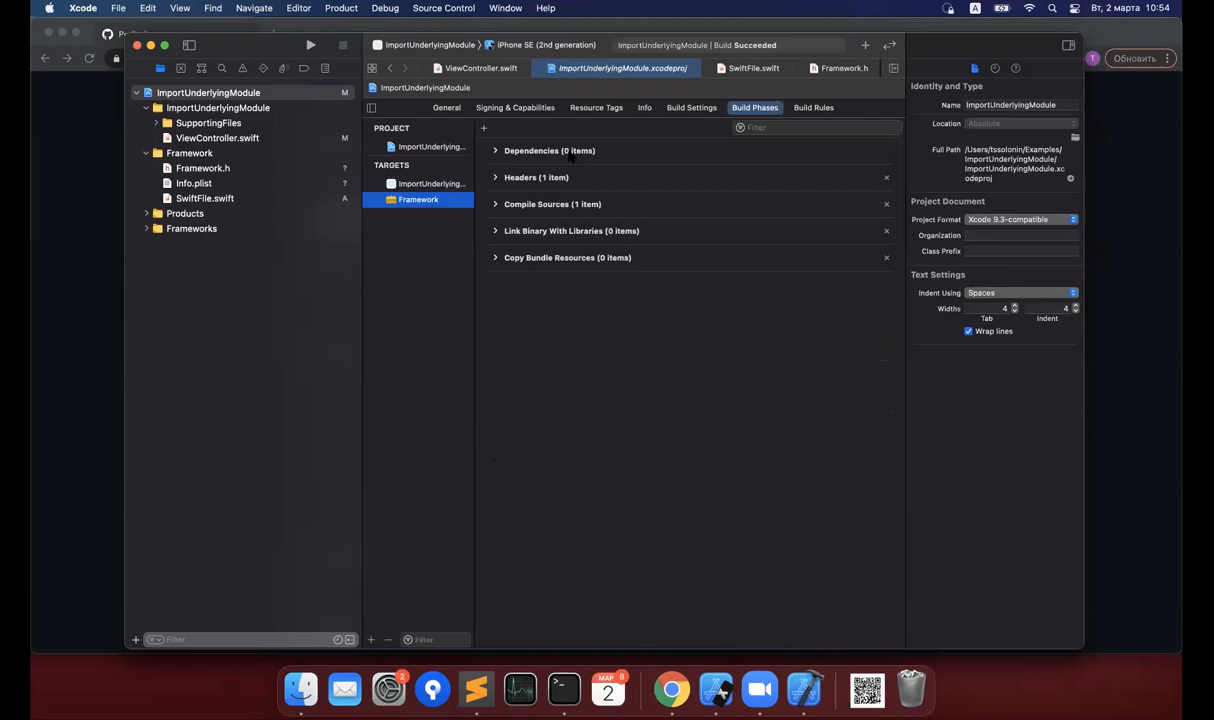 Xcode File Edit View Find Navigate Editor Product Debug Source Control Window Help
A
Вт, 2 марта 10:54
ImportUnderlyingModule
iPhone SE (2nd generation)
ImportUnderlyingModule | Build Succeeded
Т
Обновить
ViewController.swift
ImportUnderlyingModule.xcodeproj
SwiftFile.swift
Framework.h
ImportUnderlyingModule
General
Signing & Capabilities
Resource Tags
Info
Build Settings
Build Phases
Build Rules
ImportUnderlyingModule M
ImportUnderlyingModule
SupportingFiles
ViewController.swift M
Framework
Framework.h ?
Info.plist ?
SwiftFile.swift A
Products
Frameworks
Filter
PROJECT
ImportUnderlying...
TARGETS
ImportUnderlying...
Framework
Filter
Filter
Dependencies (0 items)
Headers (1 item)
Compile Sources (1 item)
Link Binary With Libraries (0 items)
Copy Bundle Resources (0 items)
Identity and Type
Name ImportUnderlyingModule
Location Absolute
Full Path /Users/tssolonin/Examples/
ImportUnderlyingModule/
ImportUnderlyingModule.xc
odeproj
Project Document
Project Format Xcode 9.3-compatible
Organization
Class Prefix
Text Settings
Indent Using Spaces
Widths 4 4
Tab Indent
Wrap lines
2
МАР
2
8